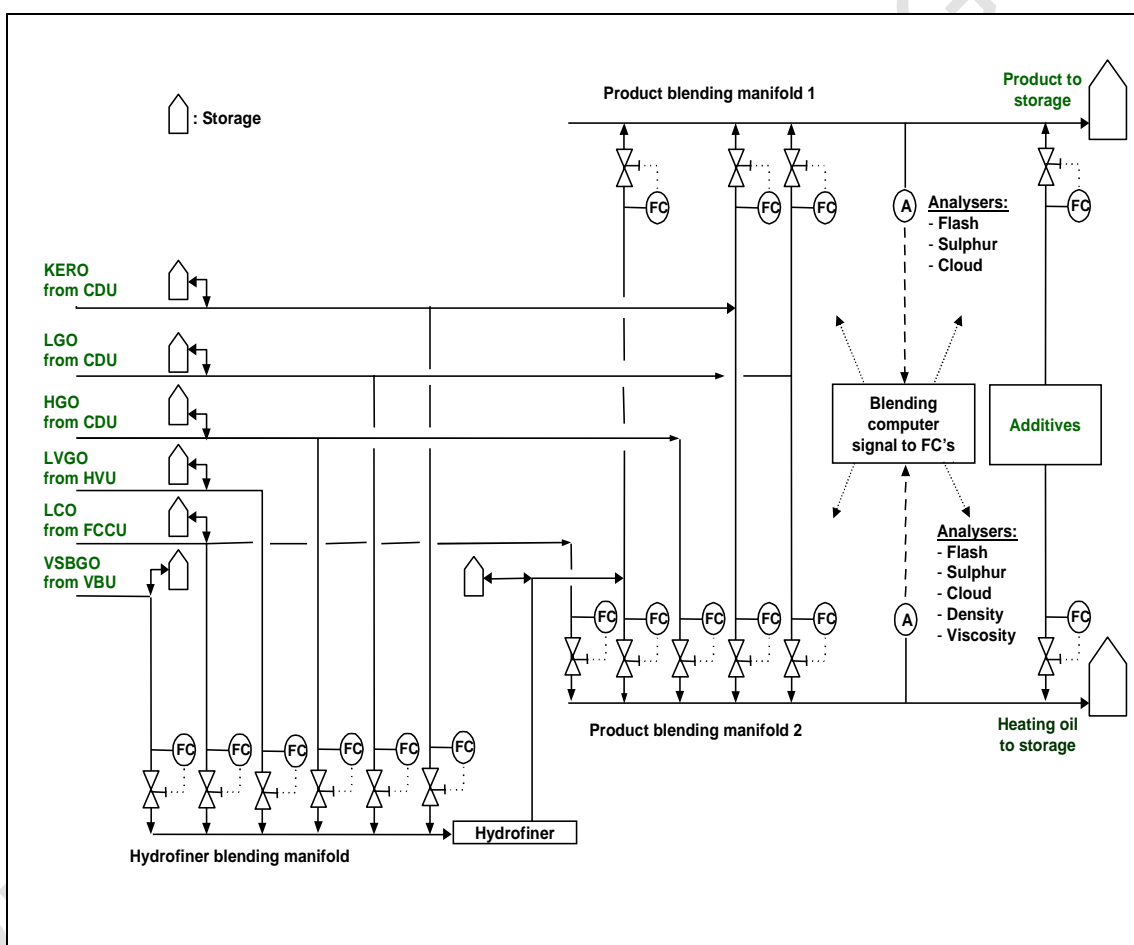 Product blending manifold 1
Product to
storage
: Storage
FC
FC
FC
FC
A
Analysers:
- Flash
- Sulphur
- Cloud
KERO
from CDU
LGO
from CDU
HGO
from CDU
LVGO
from HVU
LCO
from FCCU
VSBGO
from VBU
Blending
computer
signal to FC's
Additives
Analysers:
- Flash
- Sulphur
- Cloud
- Density
- Viscosity
FC
FC
FC
FC
FC
A
FC
Product blending manifold 2
Heating oil
to storage
FC
FC
FC
FC
FC
FC
Hydrofiner
Hydrofiner blending manifold